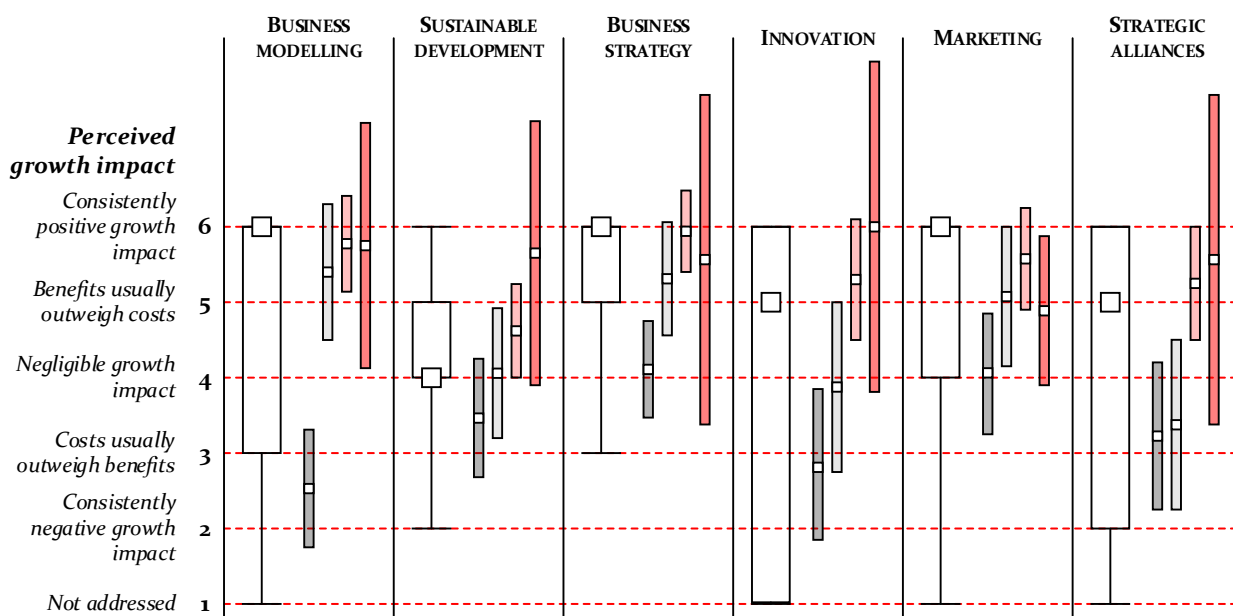 BUSINESS MODELLING
SUSTAINABLE DEVELOPMENT
BUSINESS STRATEGY
INNOVATION
MARKETING
STRATEGIC ALLIANCES
Perceived
growth impact
Consistently
positive growth
impact
6
Benefits usually
outweigh costs
5
Negligible growth
impact
4
Costs usually
outweigh benefits
3
Consistently
negative growth
impact
2
Not addressed
1